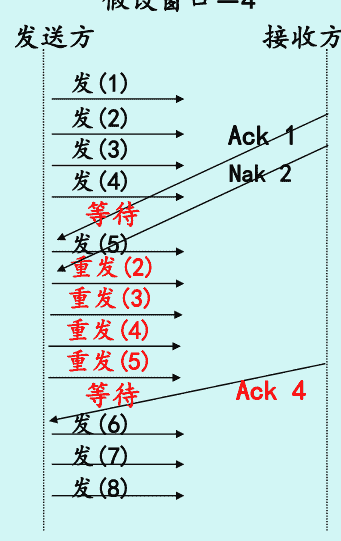 假设窗口=4
发送方
接收方
发(1)
发(2)
发(3)
发(4)
Ack 1
Nak 2
等待
发(5)
重发(2)
重发(3)
重发(4)
重发(5)
等待
Ack 4
发(6)
发(7)
发(8)